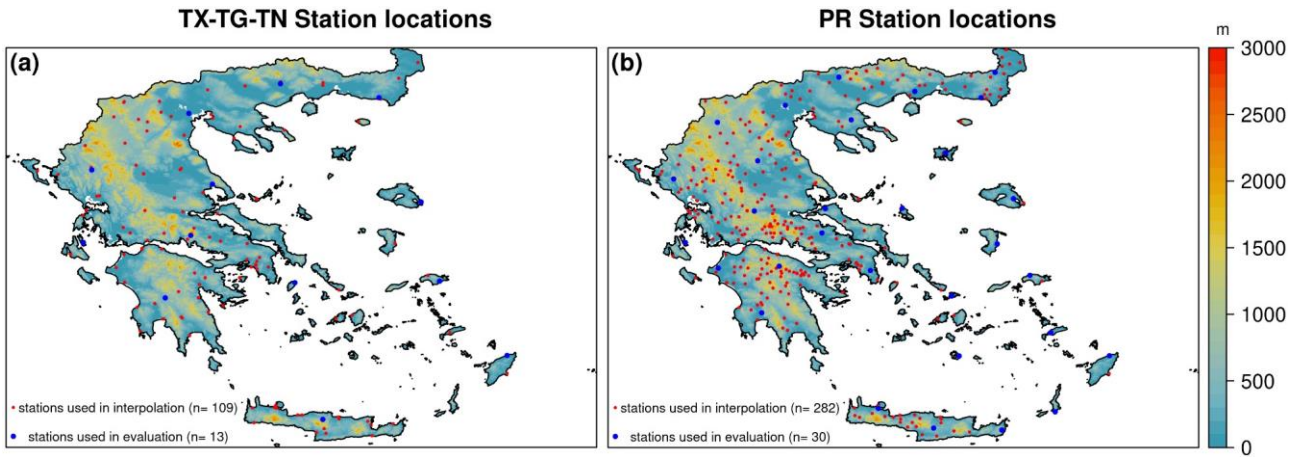 TX-TG-TN Station locations
PR Station locations
m
(a)
(b)
3000
2500
2000
1500
1000
500
0
stations used in interpolation (n= 109)
stations used in evaluation (n= 13)
stations used in interpolation (n= 282)
stations used in evaluation (n= 30)